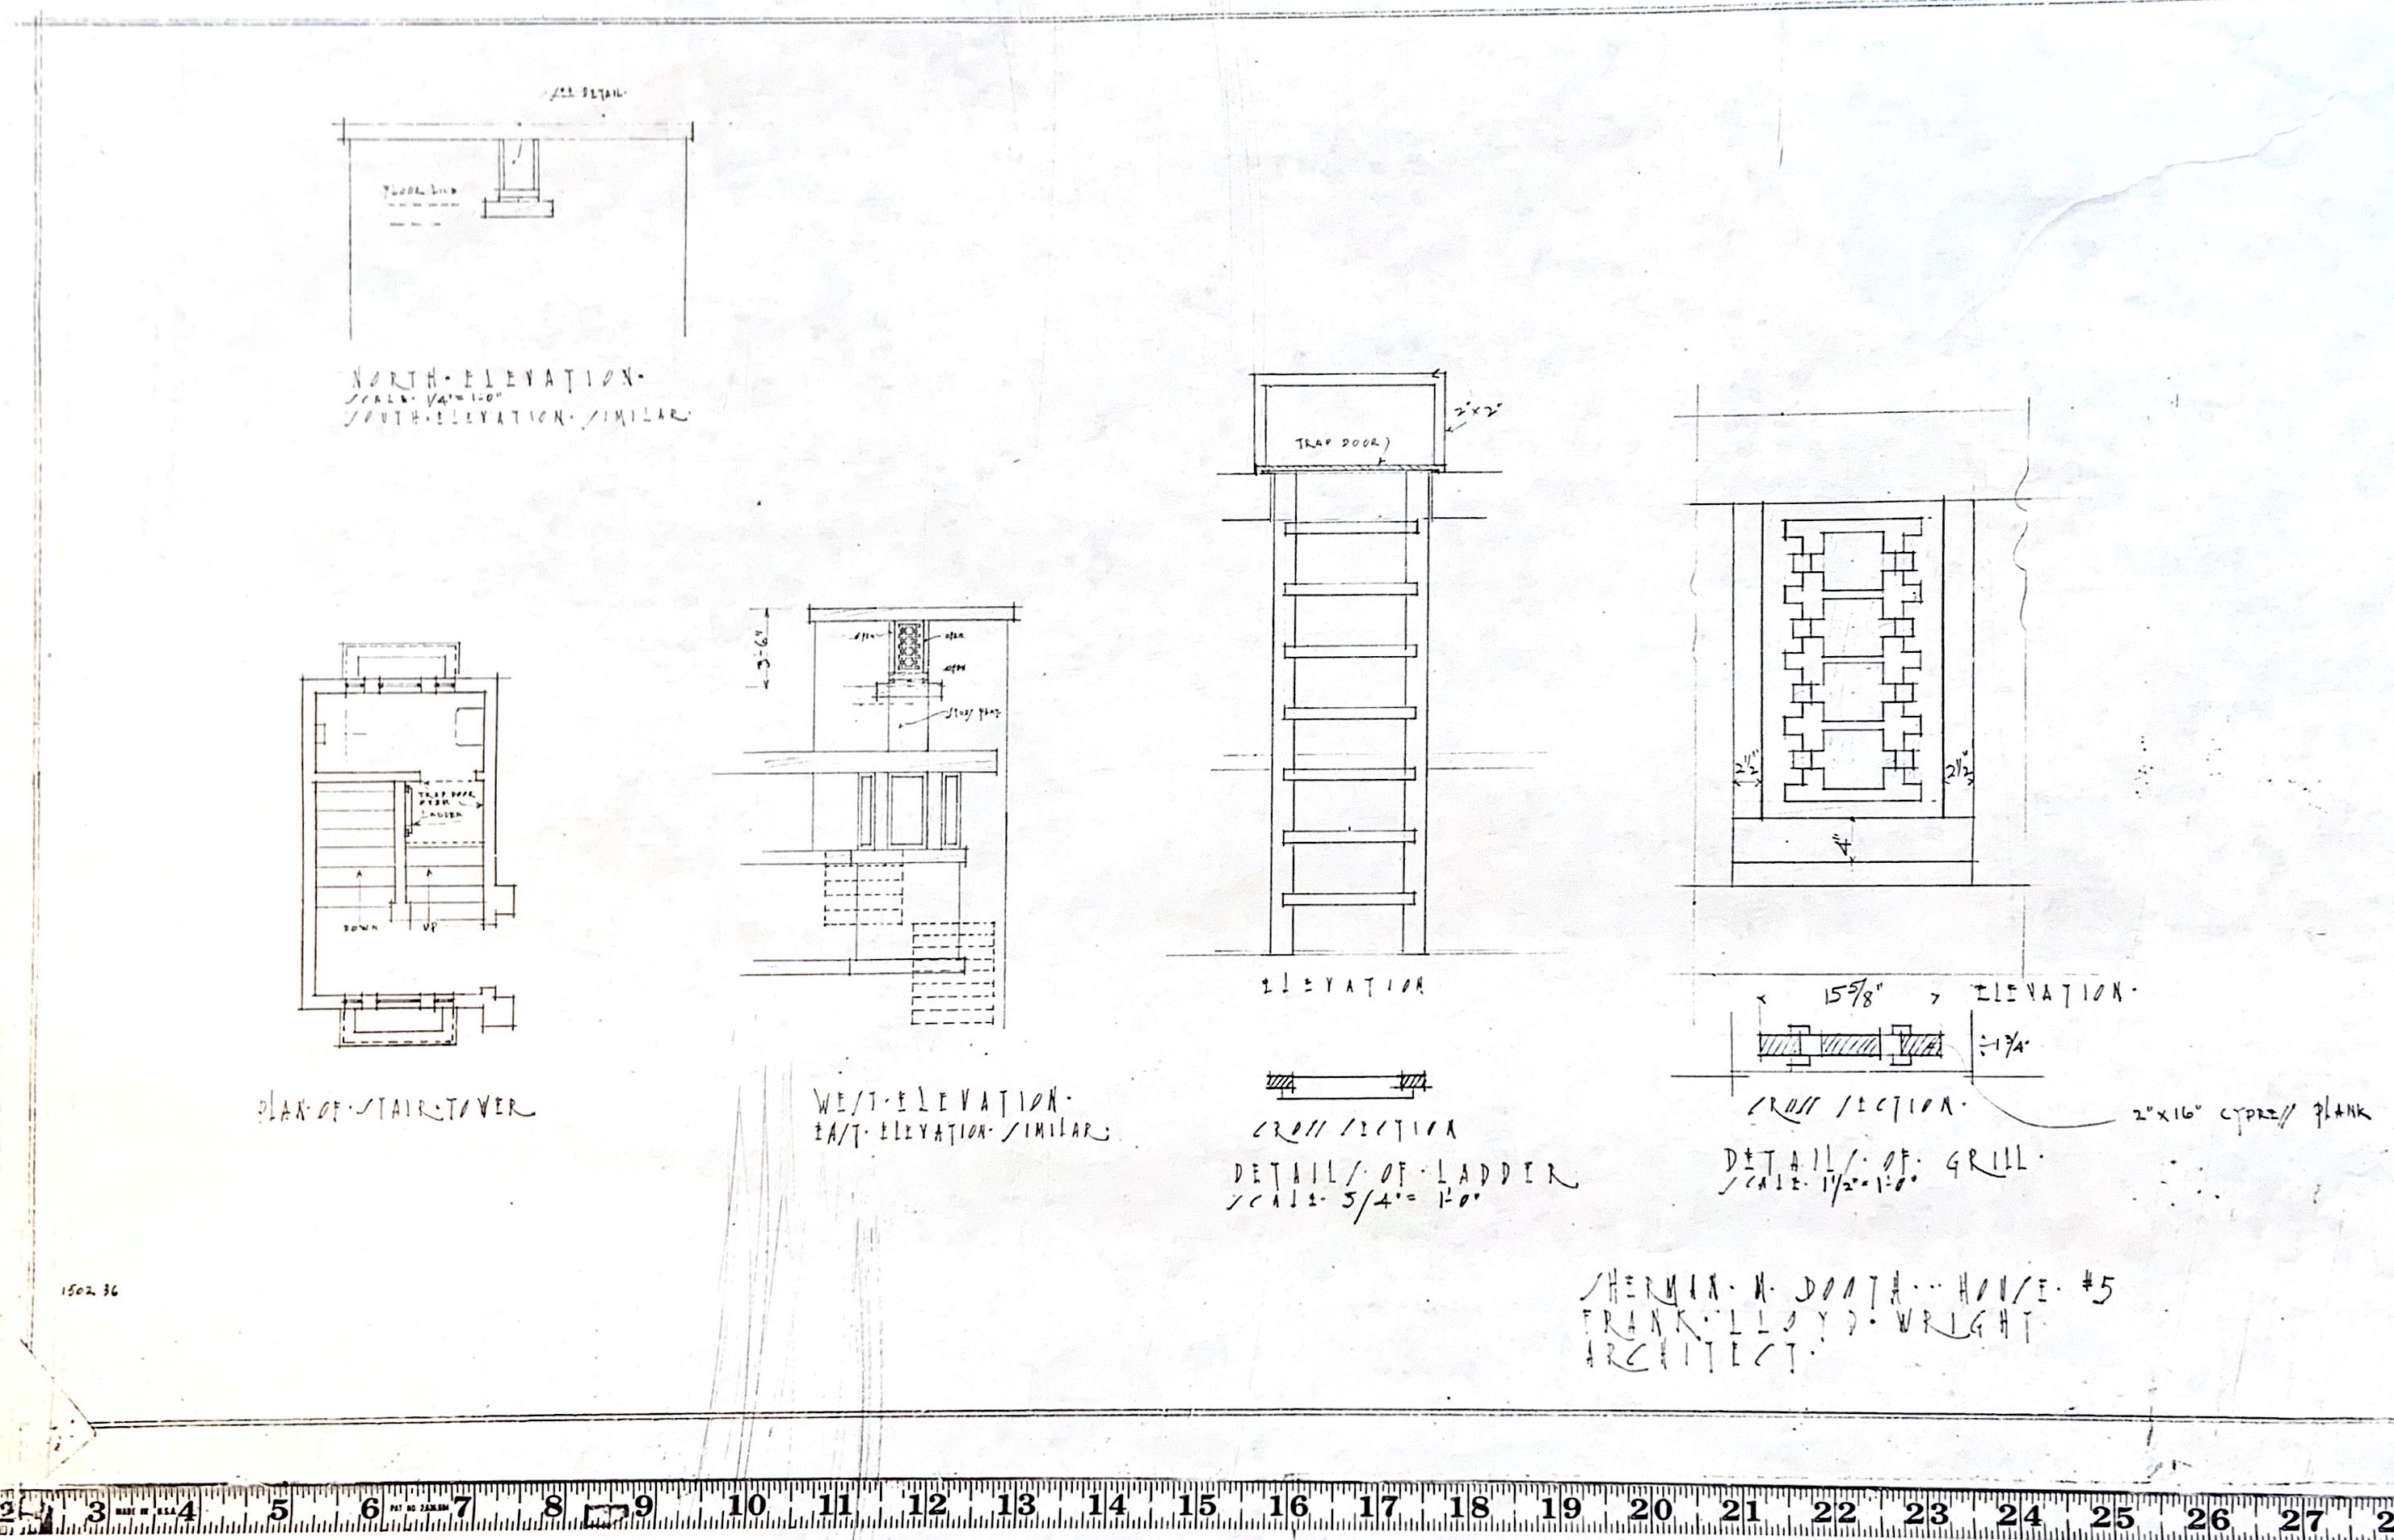 SEE DETAIL
FLOOR LINE
NORTH·ELEVATION·
SCALE· 1/4"=1'-0"
SOUTH·ELEVATION·SIMILAR·
TRAP DOOR
OVER
LADDER
DOWN UP
PLAN·OF·STAIR·TOWER
3'-6"
OPEN
OPEN
WEST·ELEVATION·
EAST·ELEVATION·SIMILAR·
2"x2"
TRAP DOOR
ELEVATION
CROSS SECTION
DETAILS·OF·LADDER
SCALE· 3/4"= 1'-0"
2 1/2"
2 1/2"
4"
15 5/8"
ELEVATION·
1 3/4"
CROSS SECTION·
2"x16" CYPRESS PLANK
DETAILS·OF·GRILL·
SCALE· 1 1/2"=1'-0"
SHERMAN·M·BOOTH··HOUSE·#5
FRANK·LLOYD·WRIGHT
ARCHITECT·
1502.36
3 MADE IN U.S.A. 4 5 6 7 8 9 10 11 12 13 14 15 16 17 18 19 20 21 22 23 24 25 26 27